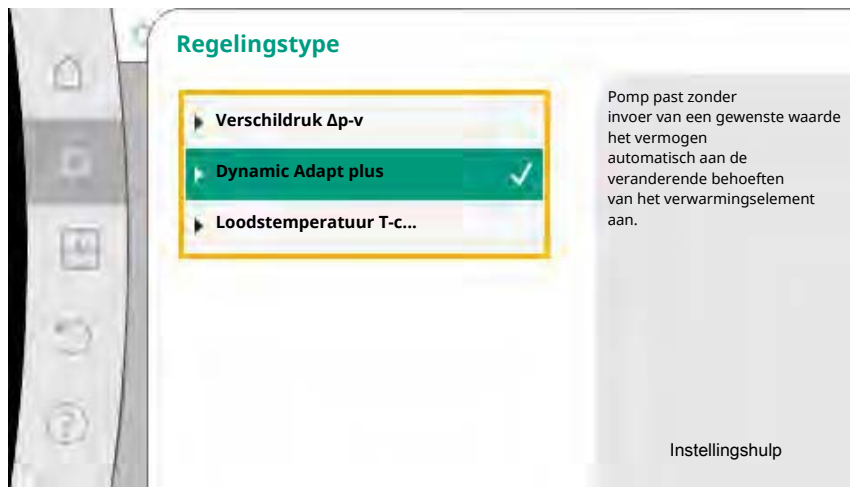 Regelingstype
Verschildruk Δp-v
Dynamic Adapt plus
Loodstemperatuur T-c...
Pomp past zonder
invoer van een gewenste waarde
het vermogen
automatisch aan de
veranderende behoeften
van het verwarmingselement
aan.
Instellingshulp